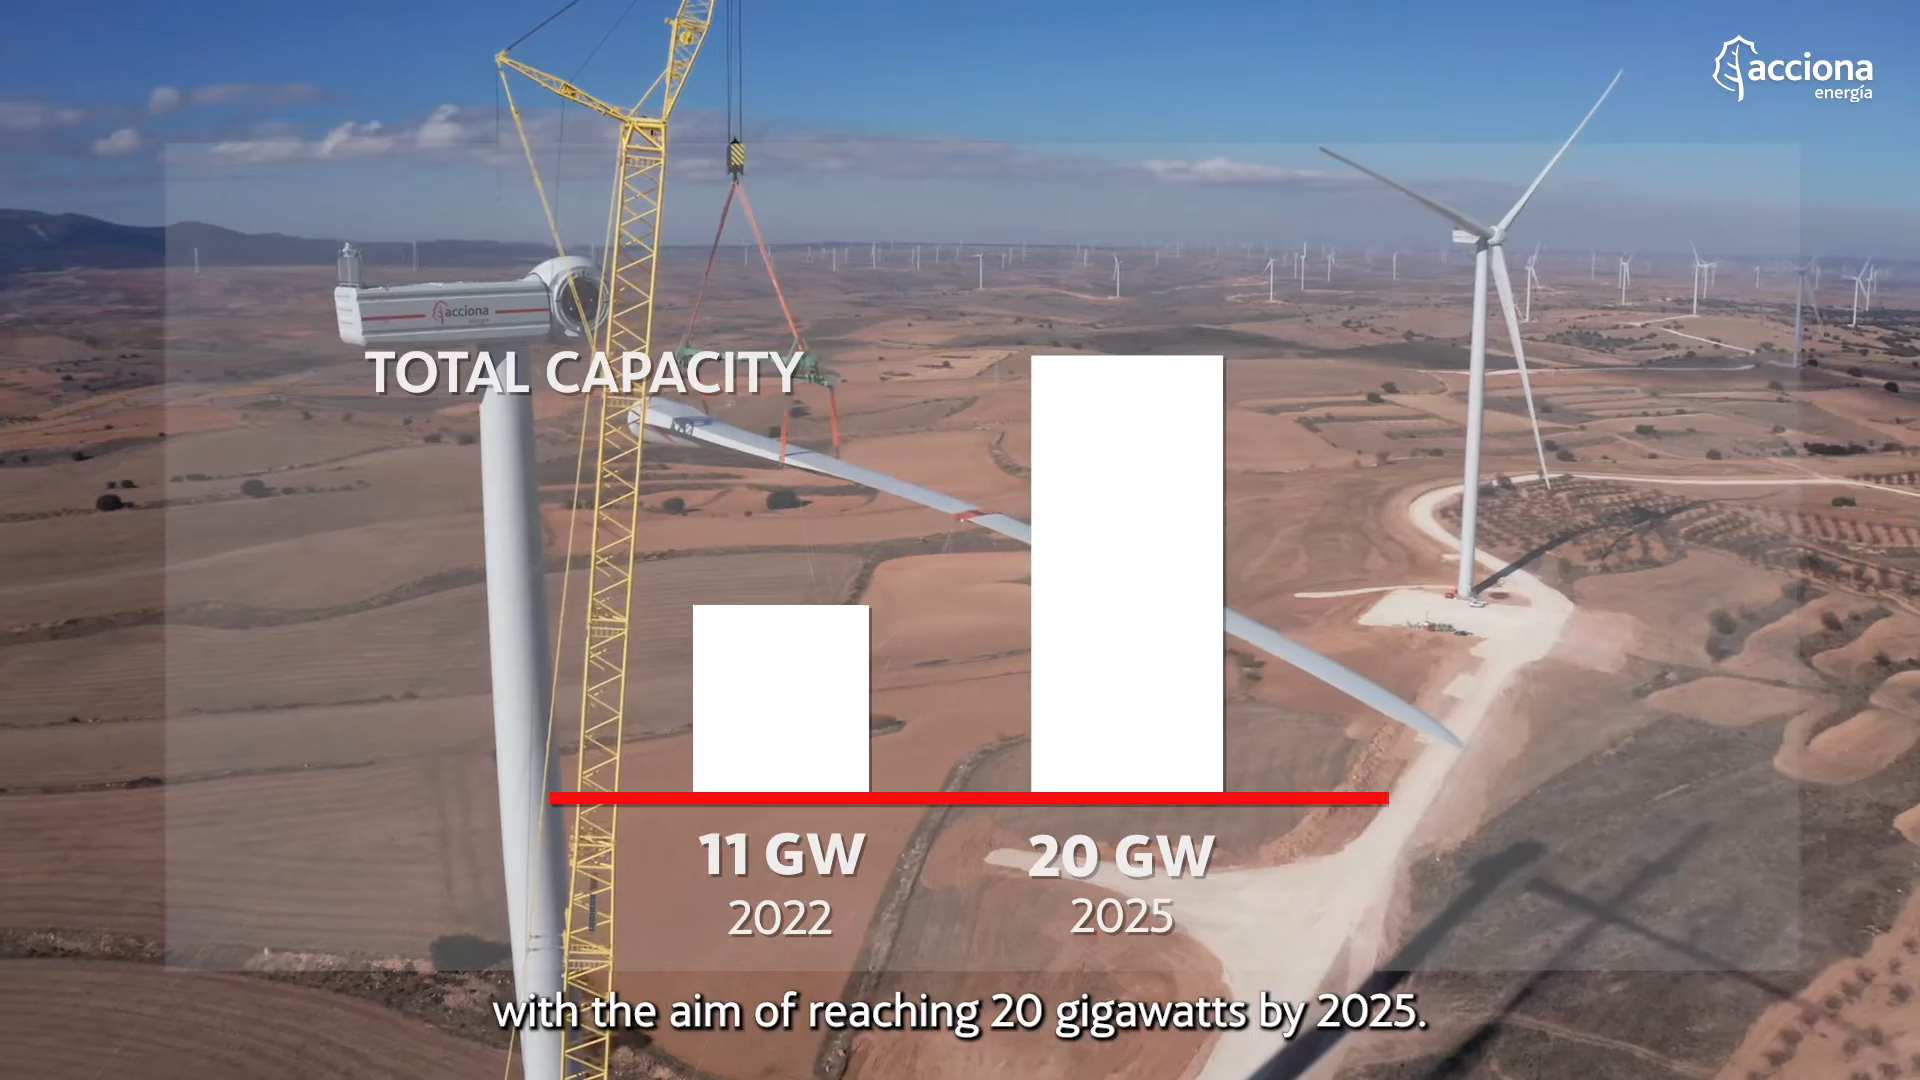 acciona
energía
acciona
TOTAL CAPACITY
11 GW
20 GW
2022
2025
with the aim of reaching 20 gigawatts by 2025.